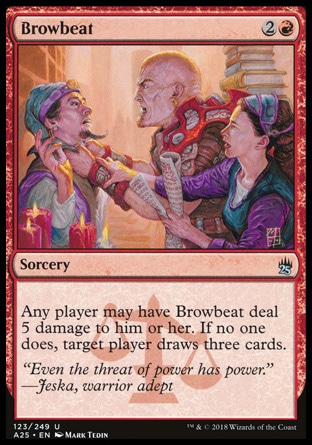 Browbeat 2
Sorcery 25
Any player may have Browbeat deal
5 damage to him or her. If no one
does, target player draws three cards.
"Even the threat of power has power."
—Jeska, warrior adept
123/249 U
A25 • EN Mark Tedin ™ & © 2018 Wizards of the Coast